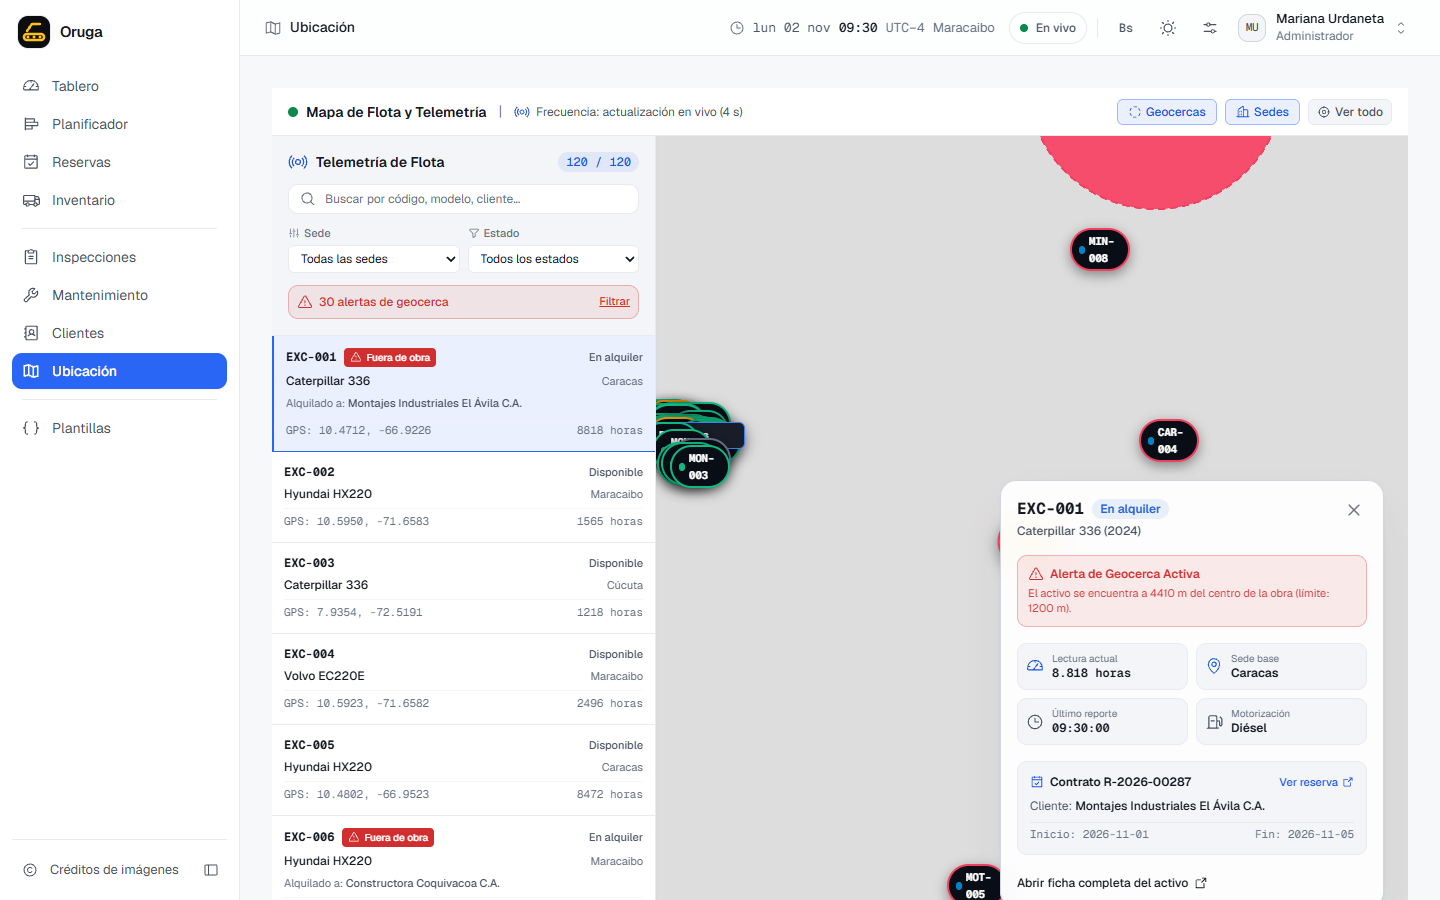 Oruga
Tablero
Planificador
Reservas
Inventario
Inspecciones
Mantenimiento
Clientes
Ubicación
Plantillas
Créditos de imágenes
Ubicación
lun 02 nov 09:30 UTC-4 Maracaibo
En vivo
Bs
MU
Mariana Urdaneta
Administrador
Mapa de Flota y Telemetría | Frecuencia: actualización en vivo (4 s)
Geocercas
Sedes
Ver todo
Telemetría de Flota
120 / 120
Buscar por código, modelo, cliente...
Sede
Estado
Todas las sedes
Todos los estados
30 alertas de geocerca
Filtrar
EXC-001 Fuera de obra En alquiler
Caterpillar 336 Caracas
Alquilado a: Montajes Industriales El Ávila C.A.
GPS: 10.4712, -66.9226 8818 horas
EXC-002 Disponible
Hyundai HX220 Maracaibo
GPS: 10.5950, -71.6583 1565 horas
EXC-003 Disponible
Caterpillar 336 Cúcuta
GPS: 7.9354, -72.5191 1218 horas
EXC-004 Disponible
Volvo EC220E Maracaibo
GPS: 10.5923, -71.6582 2496 horas
EXC-005 Disponible
Hyundai HX220 Caracas
GPS: 10.4802, -66.9523 8472 horas
EXC-006 Fuera de obra En alquiler
Hyundai HX220 Maracaibo
Alquilado a: Constructora Coquivacoa C.A.
MIN-
008
MON-
003
CAR-
004
MOT-
005
EXC-001 En alquiler
Caterpillar 336 (2024)
Alerta de Geocerca Activa
El activo se encuentra a 4410 m del centro de la obra (límite:
1200 m).
Lectura actual
8.818 horas
Sede base
Caracas
Último reporte
09:30:00
Motorización
Diésel
Contrato R-2026-00287
Ver reserva
Cliente: Montajes Industriales El Ávila C.A.
Inicio: 2026-11-01 Fin: 2026-11-05
Abrir ficha completa del activo